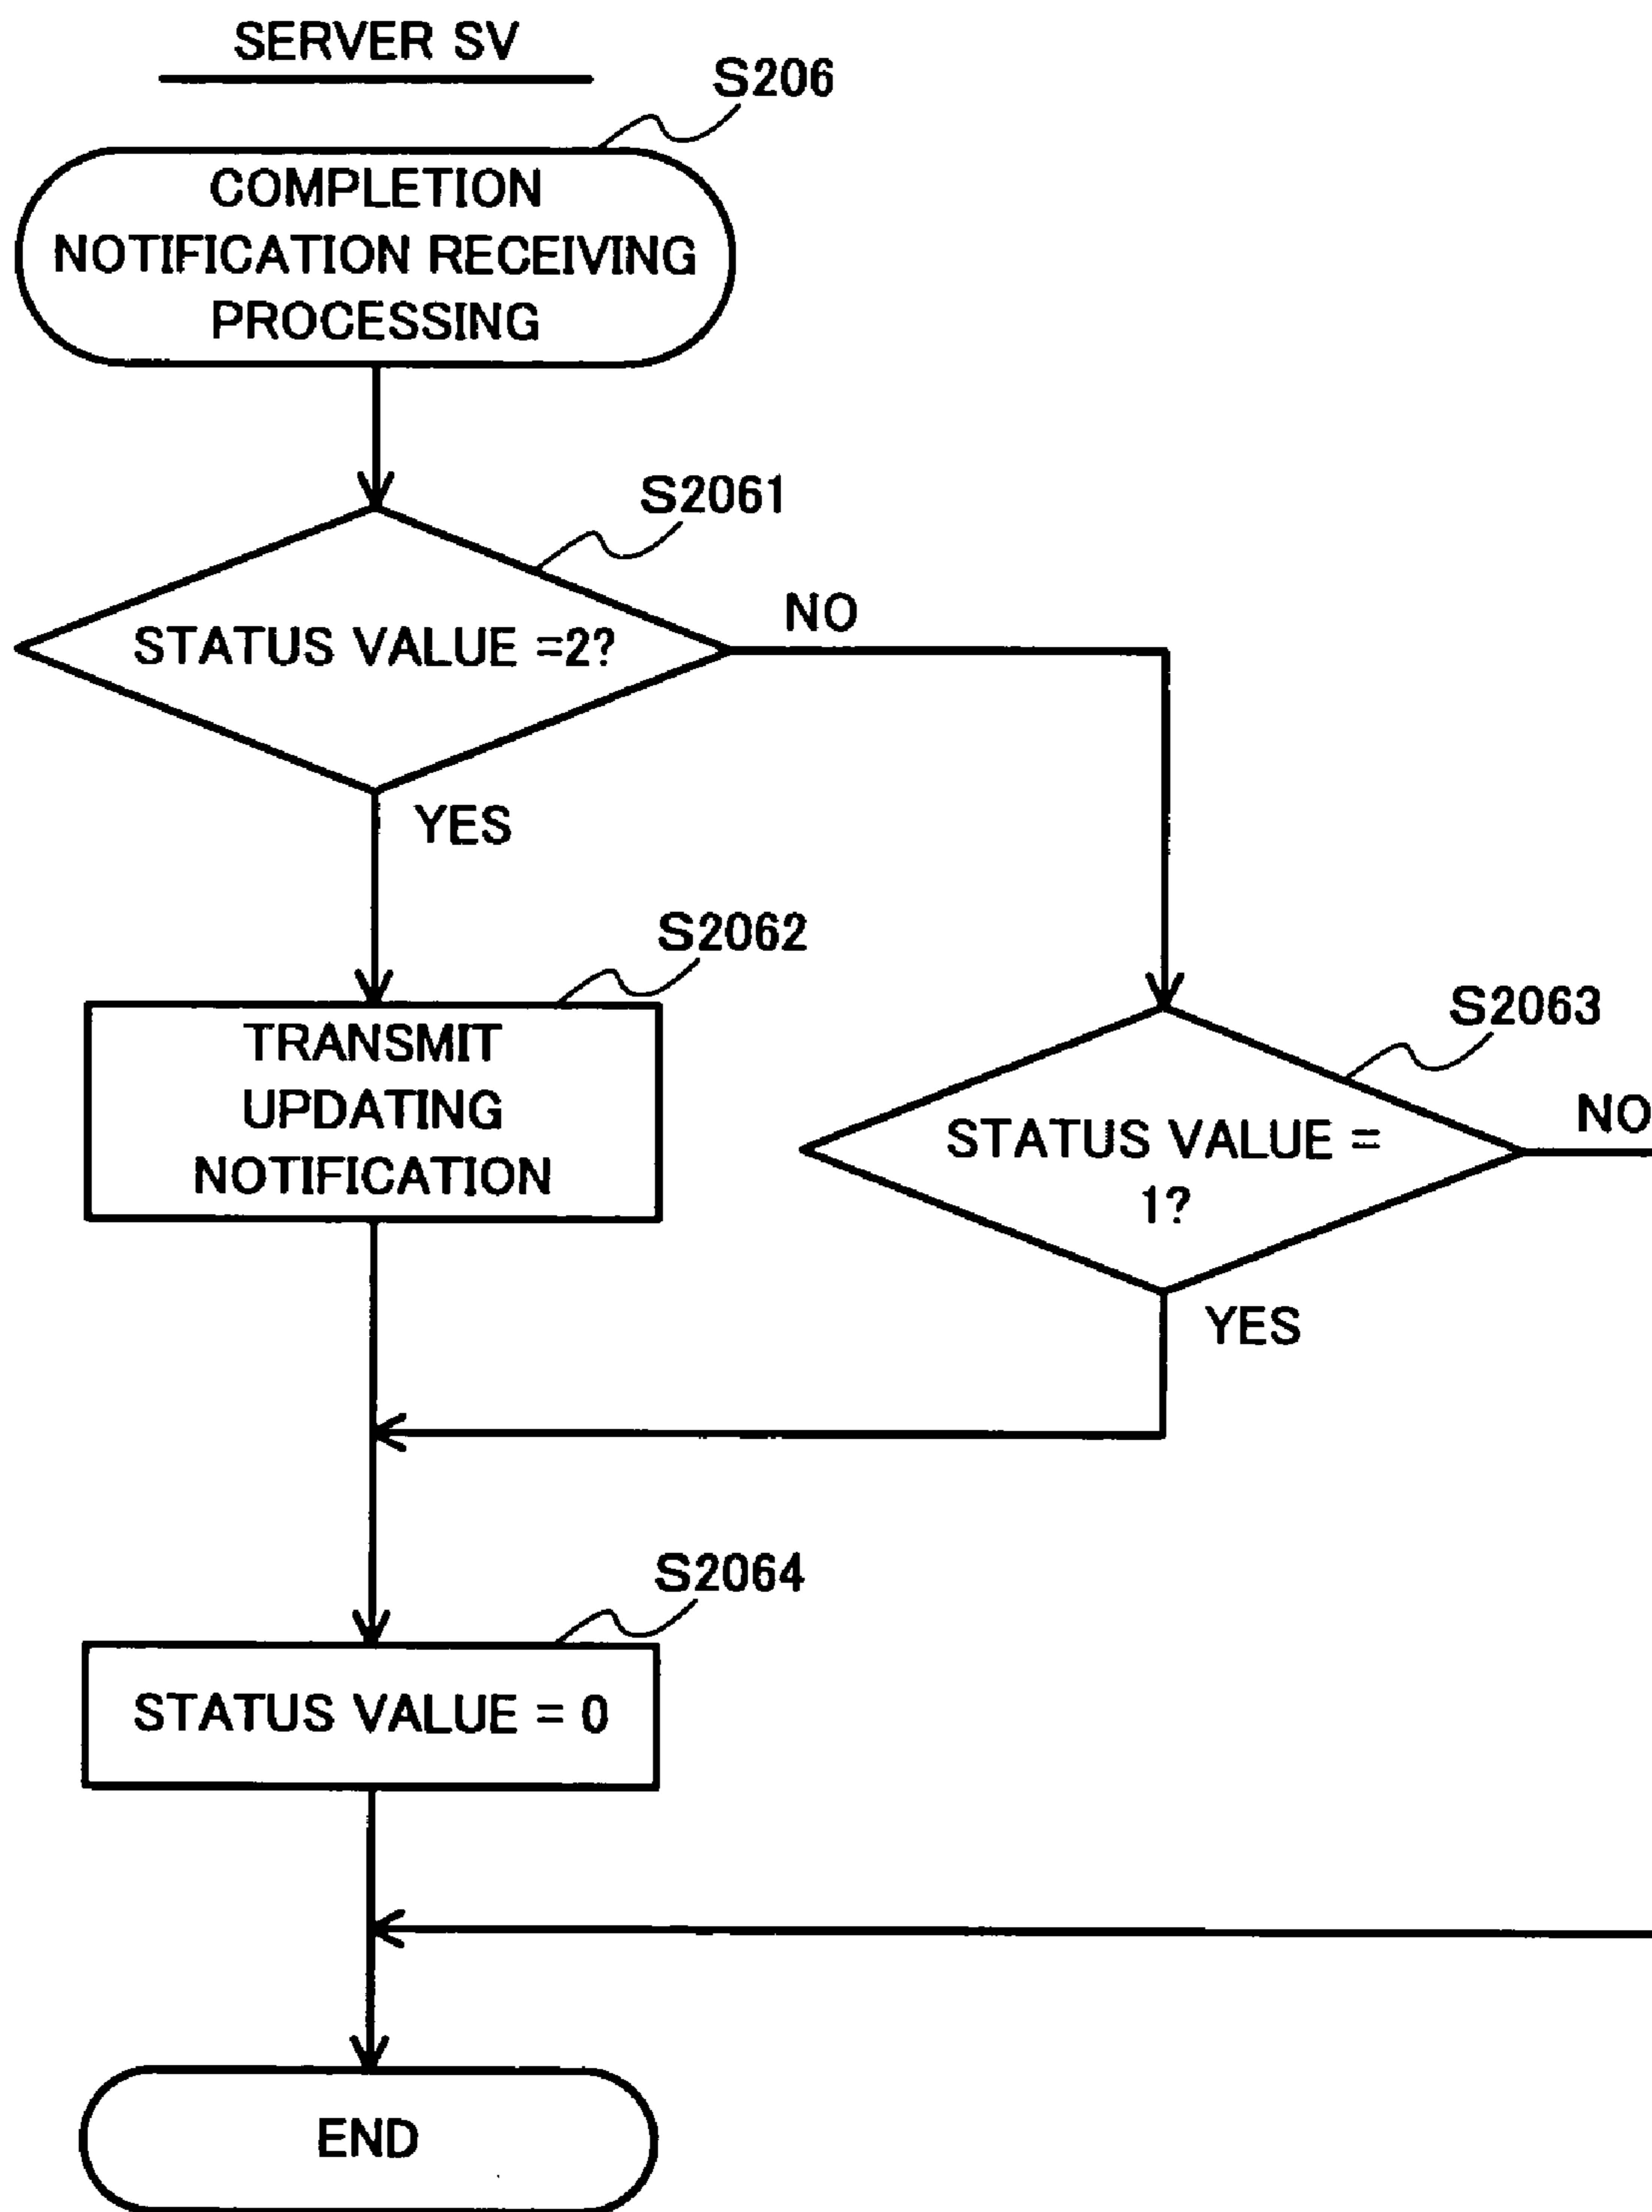 SERVER SV
S206
COMPLETION
NOTIFICATION RECEIVING
PROCESSING
S2061
STATUS VALUE =2?
NO
YES
S2062
TRANSMIT
UPDATING
NOTIFICATION
S2063
STATUS VALUE =
1?
NO
YES
S2064
STATUS VALUE = 0
END